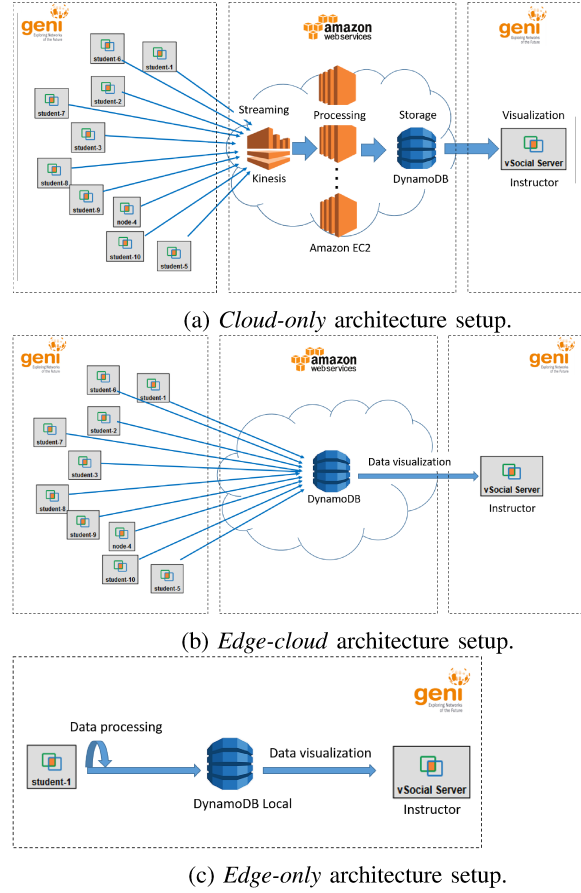 geni
Exploring Networks
of the Future
amazon
webservices
geni
Exploring Networks
of the Future
student-6
student-1
student-7
student-2
student-3
student-8
student-9
node-4
student-10
student-5
Streaming
Processing
Storage
Visualization
Kinesis
DynamoDB
vSocial Server
Instructor
Amazon EC2
(a) Cloud-only architecture setup.
geni
Exploring Networks
of the Future
amazon
webservices
geni
Exploring Networks
of the Future
student-6
student-1
student-2
student-7
student-3
student-8
student-9
node-4
student-10
student-5
DynamoDB
Data visualization
vSocial Server
Instructor
(b) Edge-cloud architecture setup.
geni
Exploring Networks
of the Future
Data processing
student-1
DynamoDB Local
Data visualization
vSocial Server
Instructor
(c) Edge-only architecture setup.